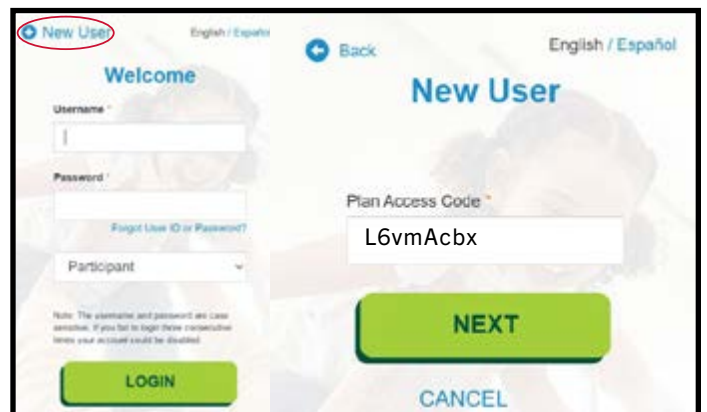 New User
English / Español
Welcome
Username *
Password *
Forgot User ID or Password?
Participant
Note: The username and password are case
sensitive. If you fail to login three consecutive
times your account could be disabled.
LOGIN
Back
English / Español
New User
Plan Access Code *
L6vmAcbx
NEXT
CANCEL